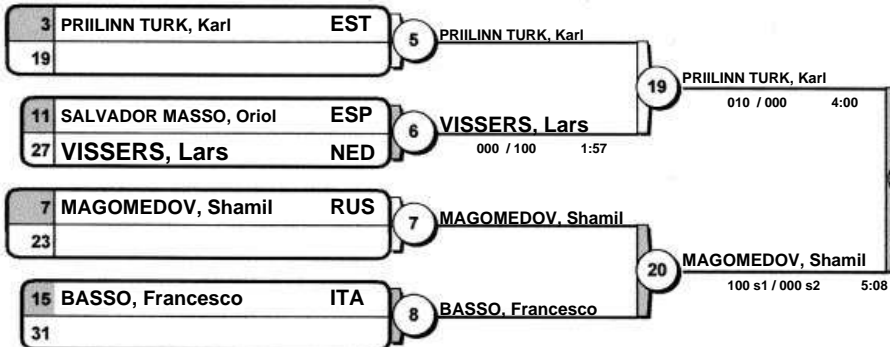 3 PRIILINN TURK, Karl EST
19
5
PRIILINN TURK, Karl
19
PRIILINN TURK, Karl
010 / 000 4:00
11 SALVADOR MASSO, Oriol ESP
27 VISSERS, Lars NED
6
VISSERS, Lars
000 / 100 1:57
7 MAGOMEDOV, Shamil RUS
23
7
MAGOMEDOV, Shamil
20
MAGOMEDOV, Shamil
100 s1 / 000 s2 5:08
15 BASSO, Francesco ITA
31
8
BASSO, Francesco